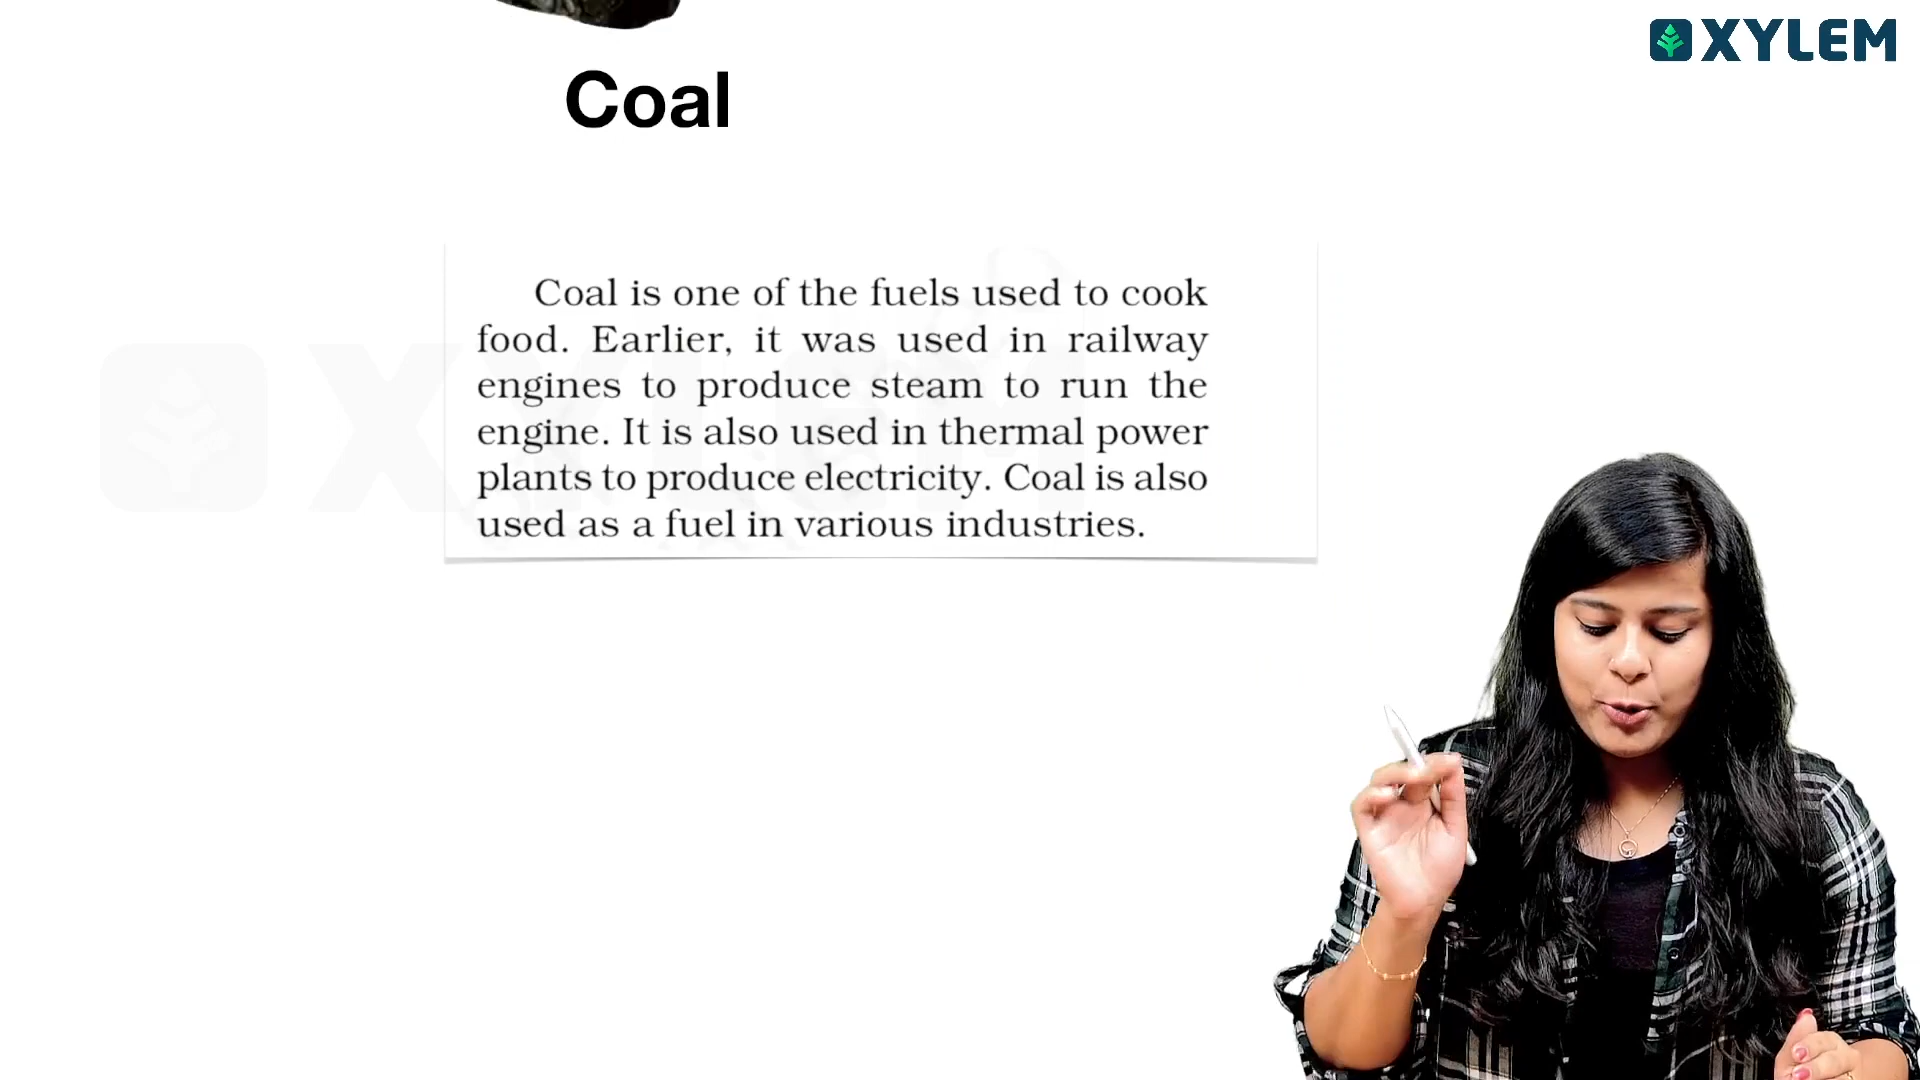 XYLEM
Coal
Coal is one of the fuels used to cook
food. Earlier, it was used in railway
engines to produce steam to run the
engine. It is also used in thermal power
plants to produce electricity. Coal is also
used as a fuel in various industries.
XYLEM